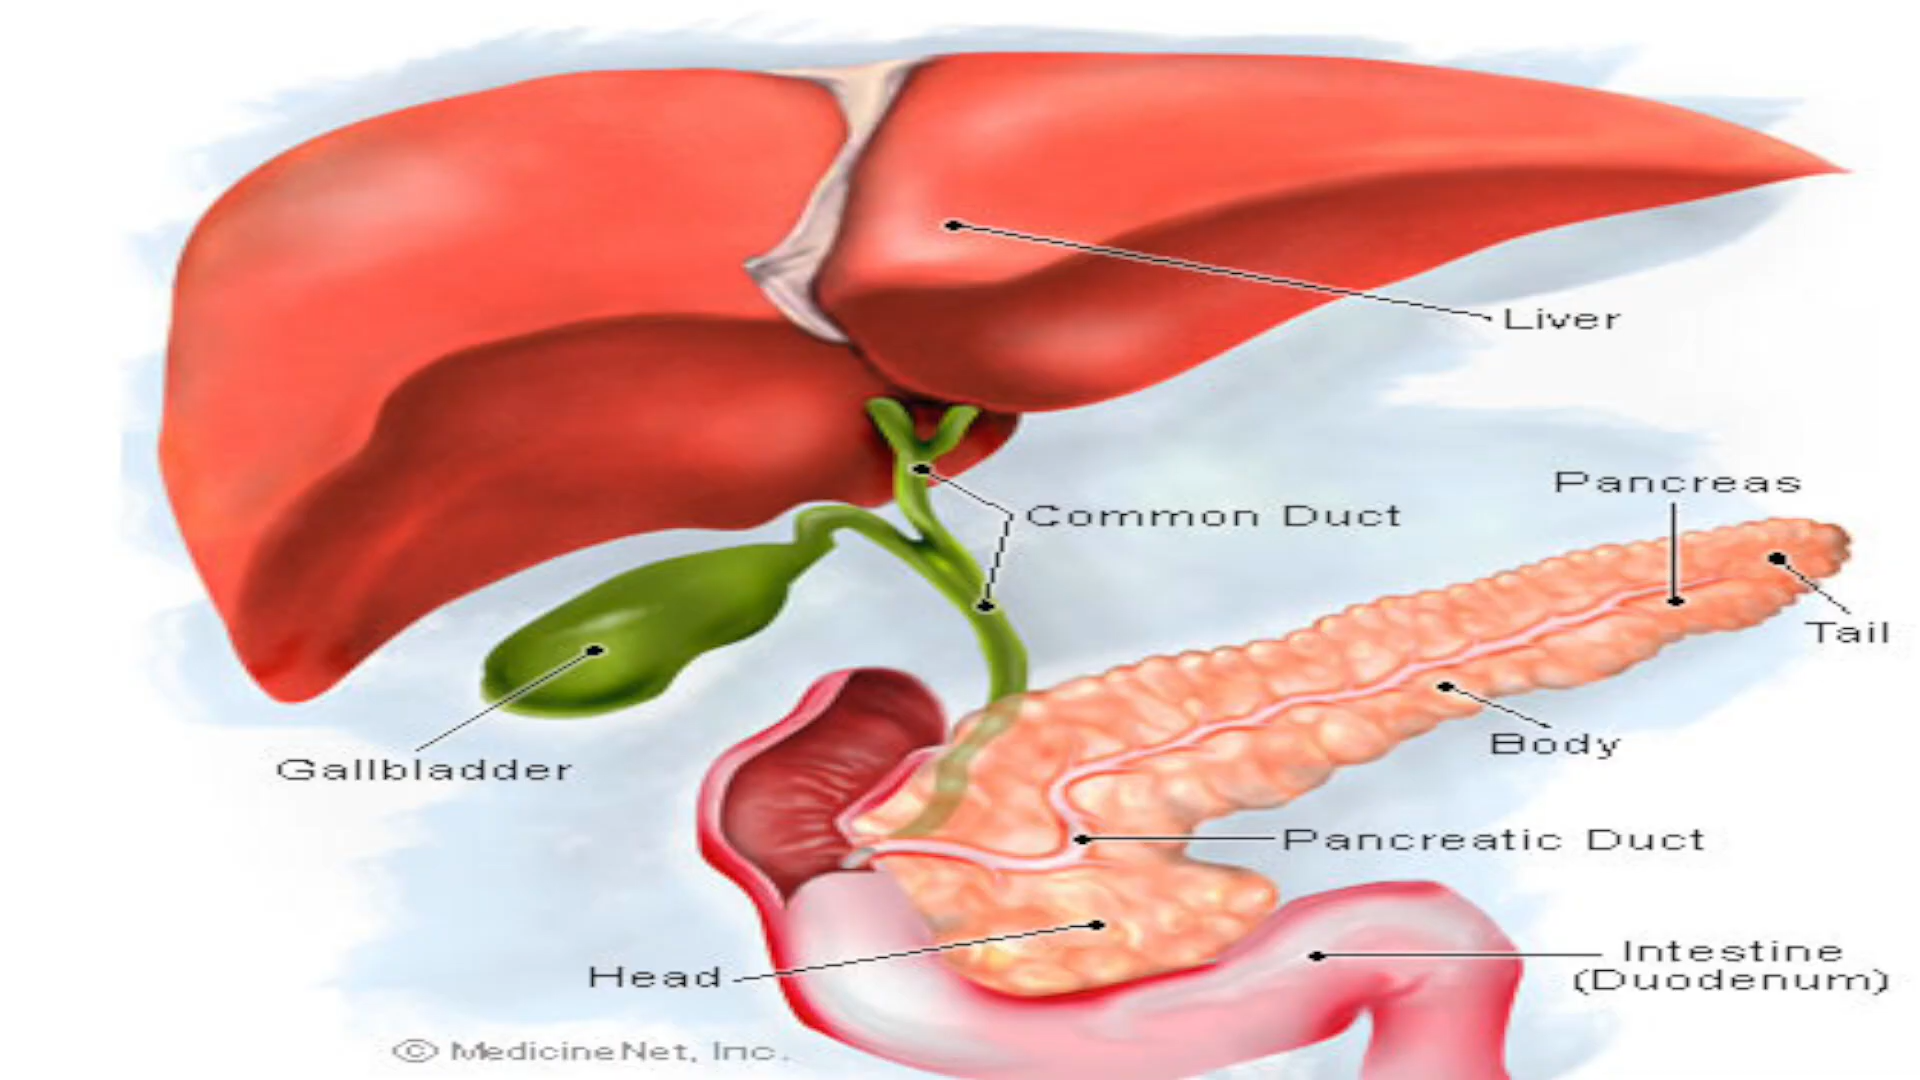 Liver
Pancreas
Common Duct
Tail
Body
Gallbladder
Pancreatic Duct
Head
Intestine
(Duodenum)
© MedicineNet, Inc.